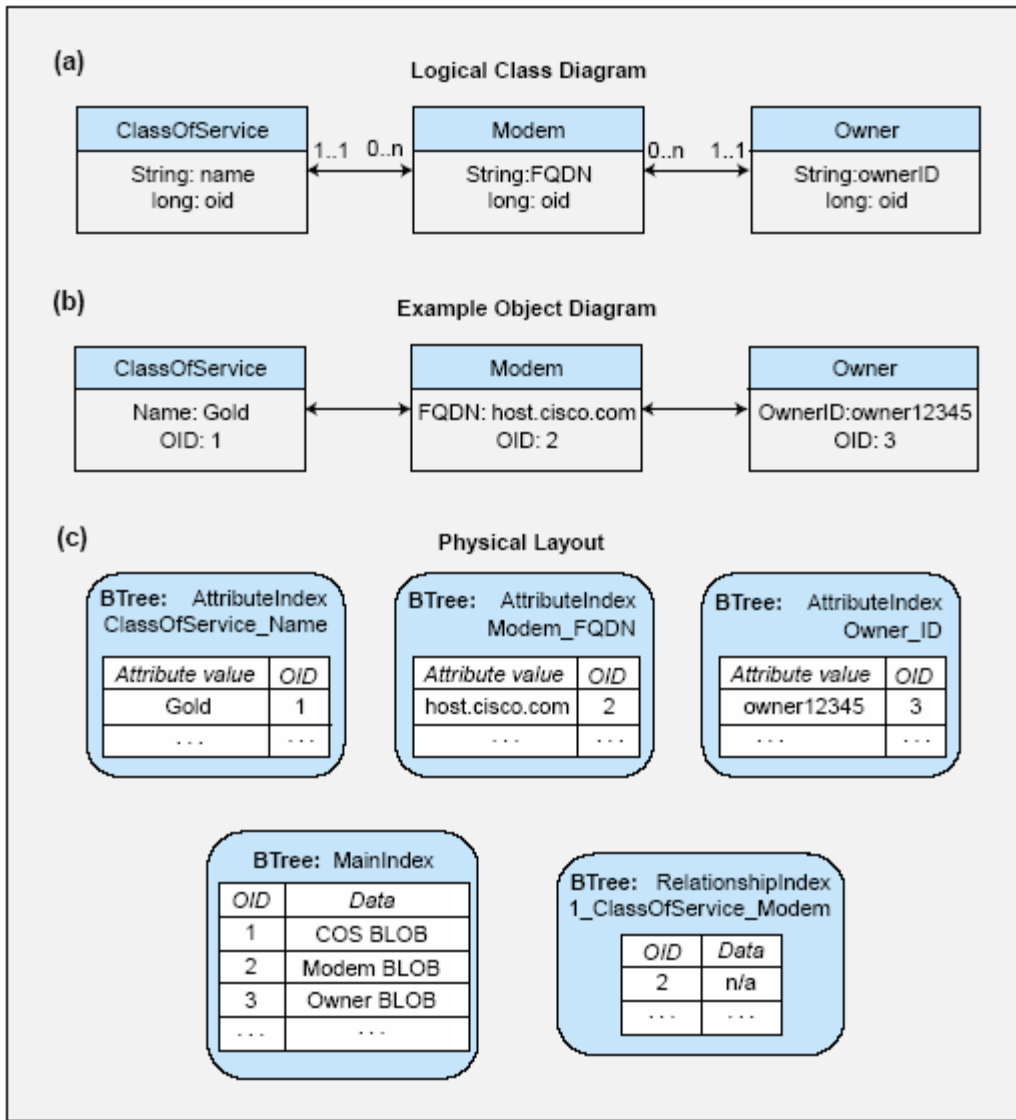 (a)
Logical Class Diagram
ClassOfService
String: name
long: oid
1..1
0..n
Modem
String:FQDN
long: oid
0..n
1..1
Owner
String:ownerID
long: oid
(b)
Example Object Diagram
ClassOfService
Name: Gold
OID: 1
Modem
FQDN: host.cisco.com
OID: 2
Owner
OwnerID:owner12345
OID: 3
(c)
Physical Layout
BTree: AttributeIndex
ClassOfService_Name
Attribute value OID
Gold 1
. . . . . .
BTree: AttributeIndex
Modem_FQDN
Attribute value OID
host.cisco.com 2
. . . . . .
BTree: AttributeIndex
Owner_ID
Attribute value OID
owner12345 3
. . . . . .
BTree: MainIndex
OID Data
1 COS BLOB
2 Modem BLOB
3 Owner BLOB
. . . . . .
BTree: RelationshipIndex
1_ClassOfService_Modem
OID Data
2 n/a
. . . . . .